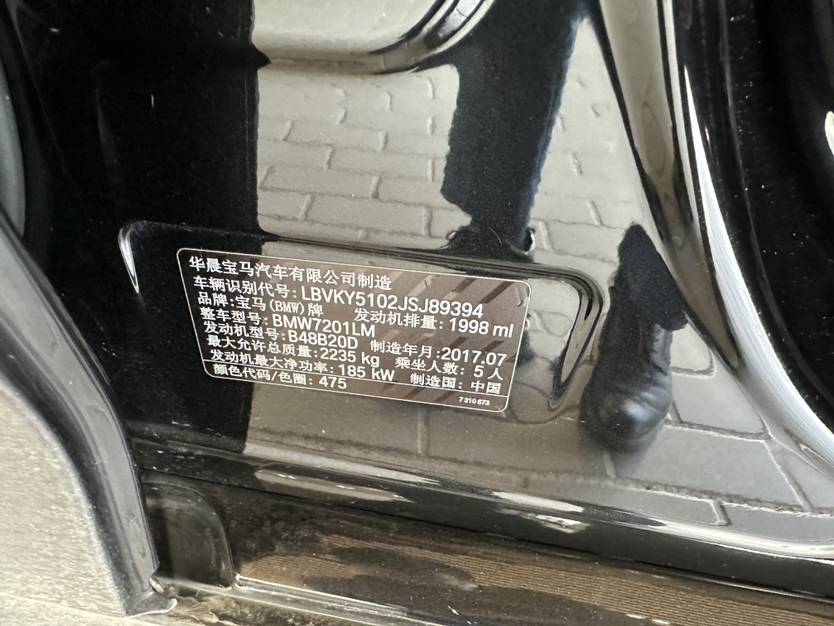 华晨宝马汽车有限公司制造
车辆识别代号: LBVKY5102JSJ89394
品牌: 宝马(BMW)牌 发动机排量: 1998 ml
整车型号: BMW7201LM
发动机型号: B48B20D 制造年月: 2017.07
最大允许总质量: 2235 kg 乘坐人数: 5 人
发动机最大净功率: 185 kW 制造国: 中国
颜色代码/色圈: 475
7310673